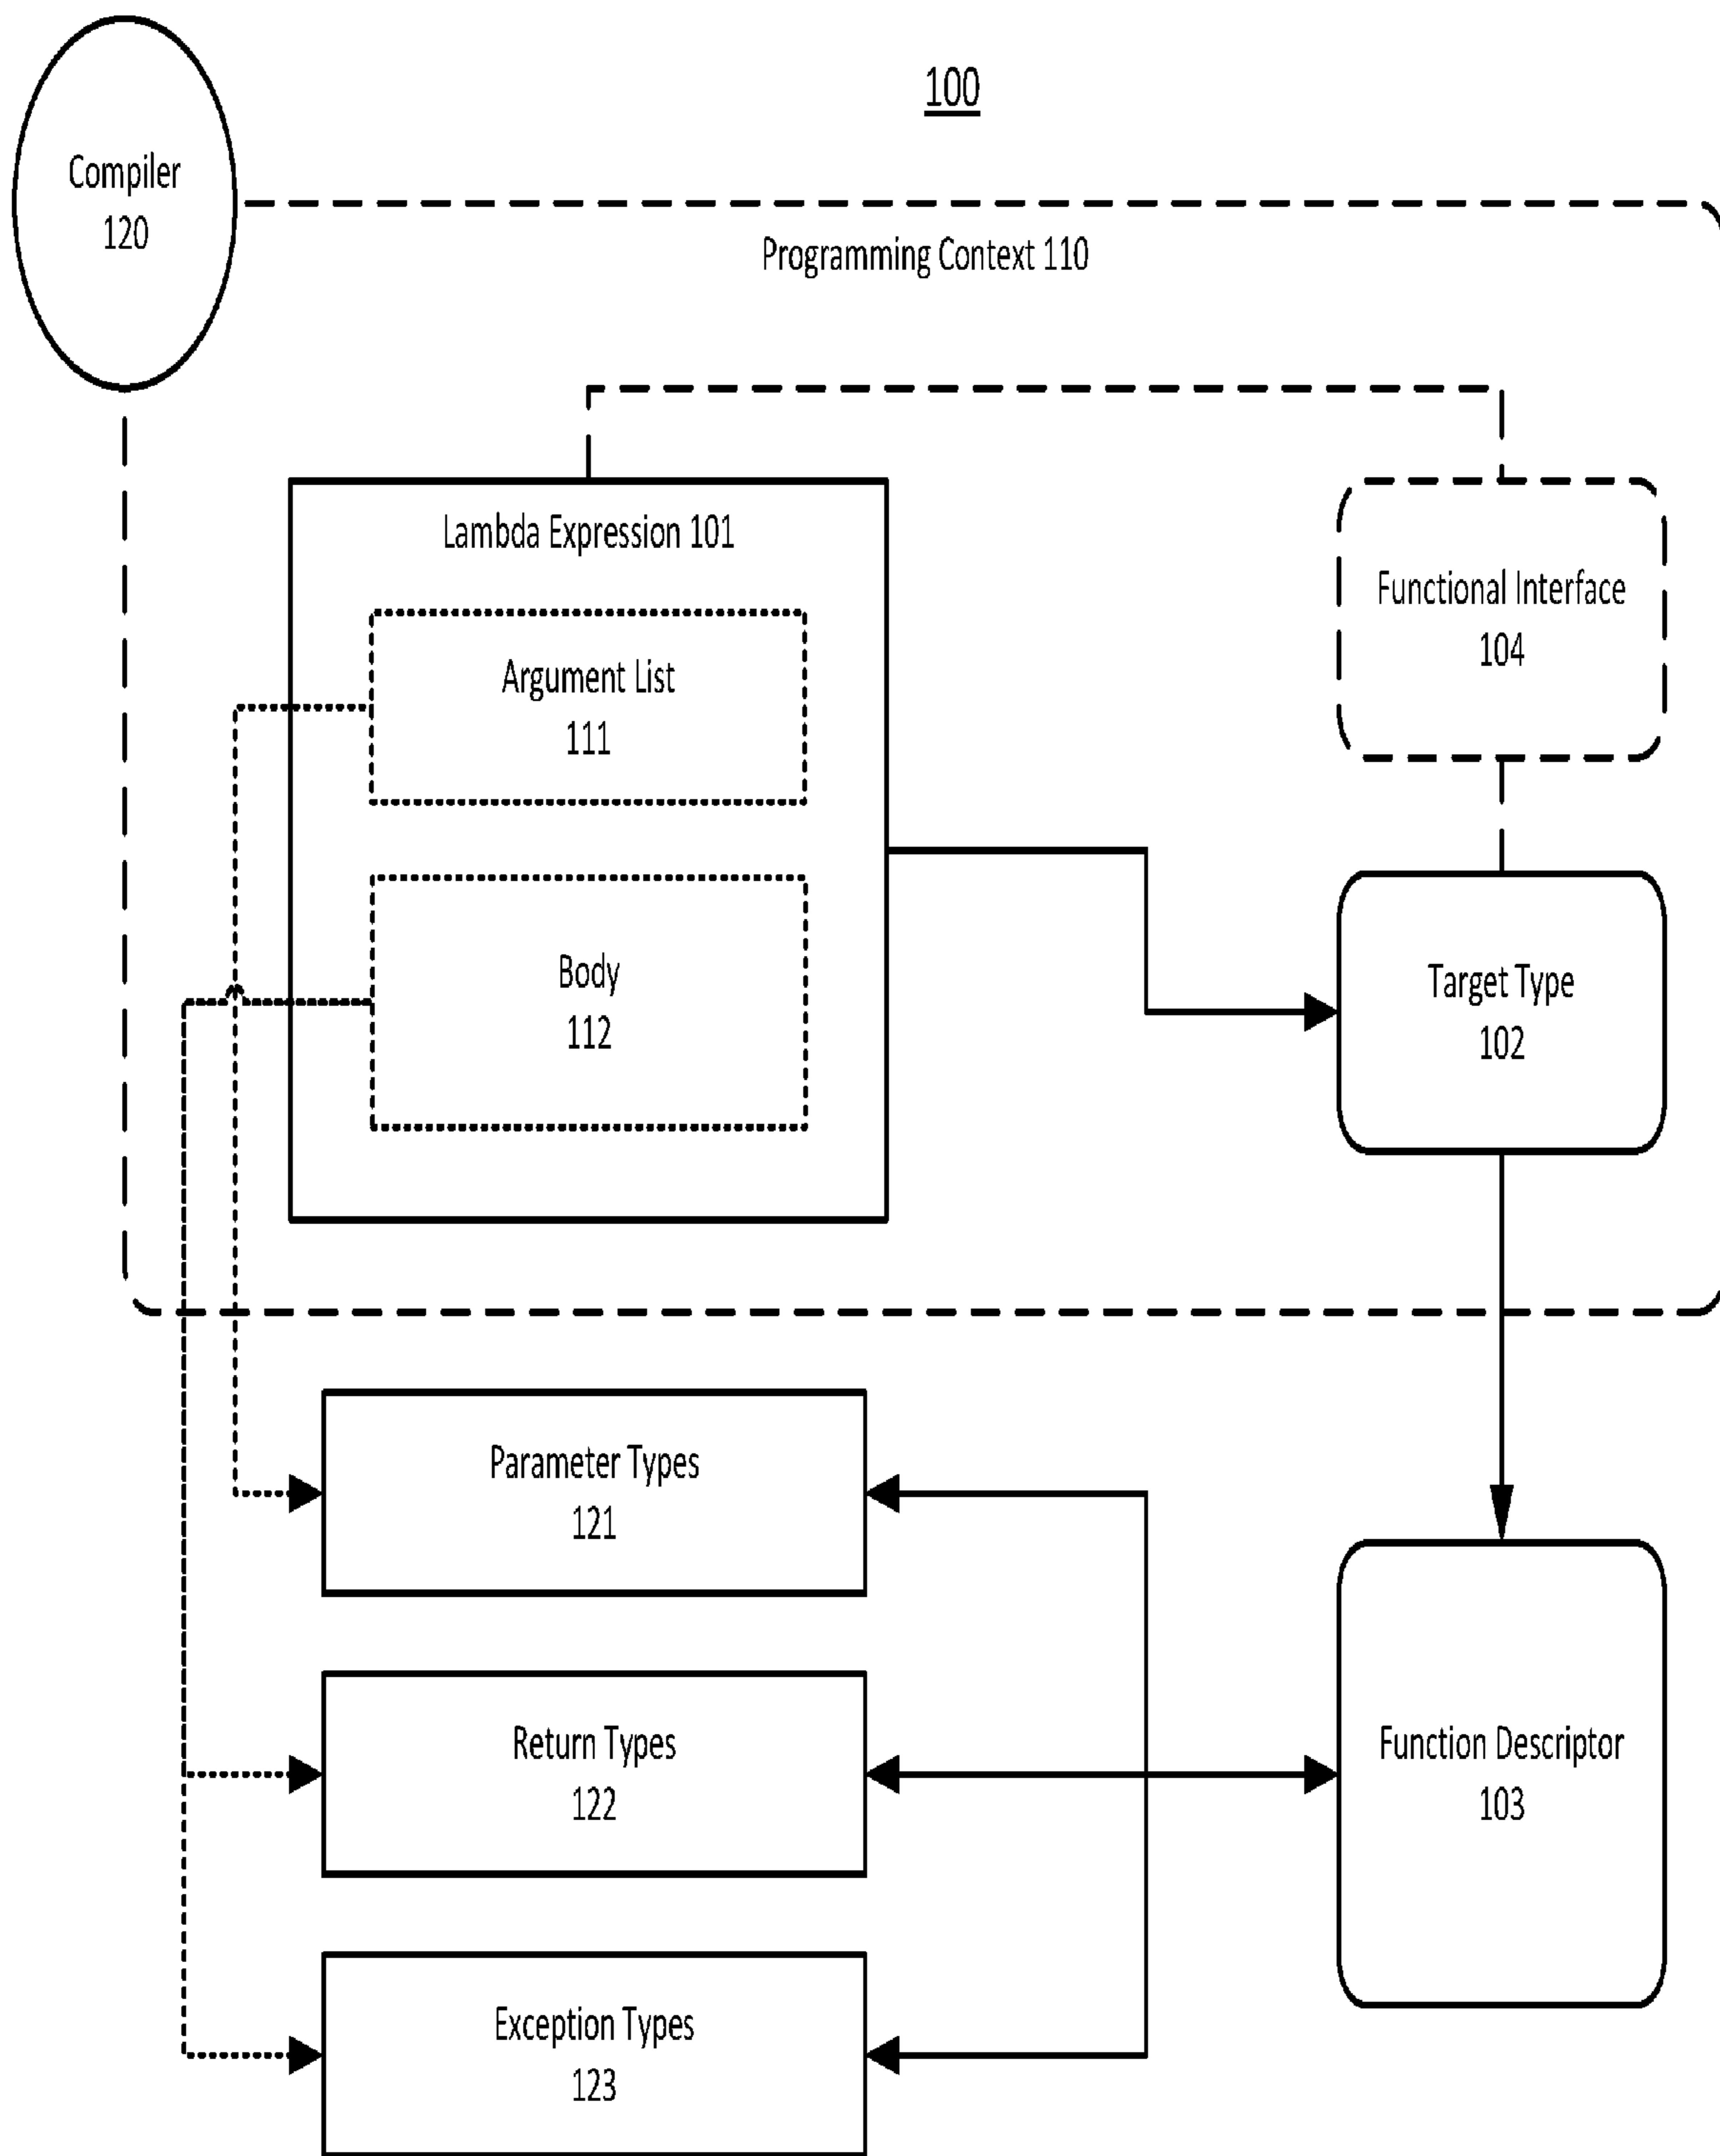 100
Compiler
120
Programming Context 110
Lambda Expression 101
Functional Interface
104
Argument List
111
Body
112
Target Type
102
Parameter Types
121
Return Types
122
Function Descriptor
103
Exception Types
123